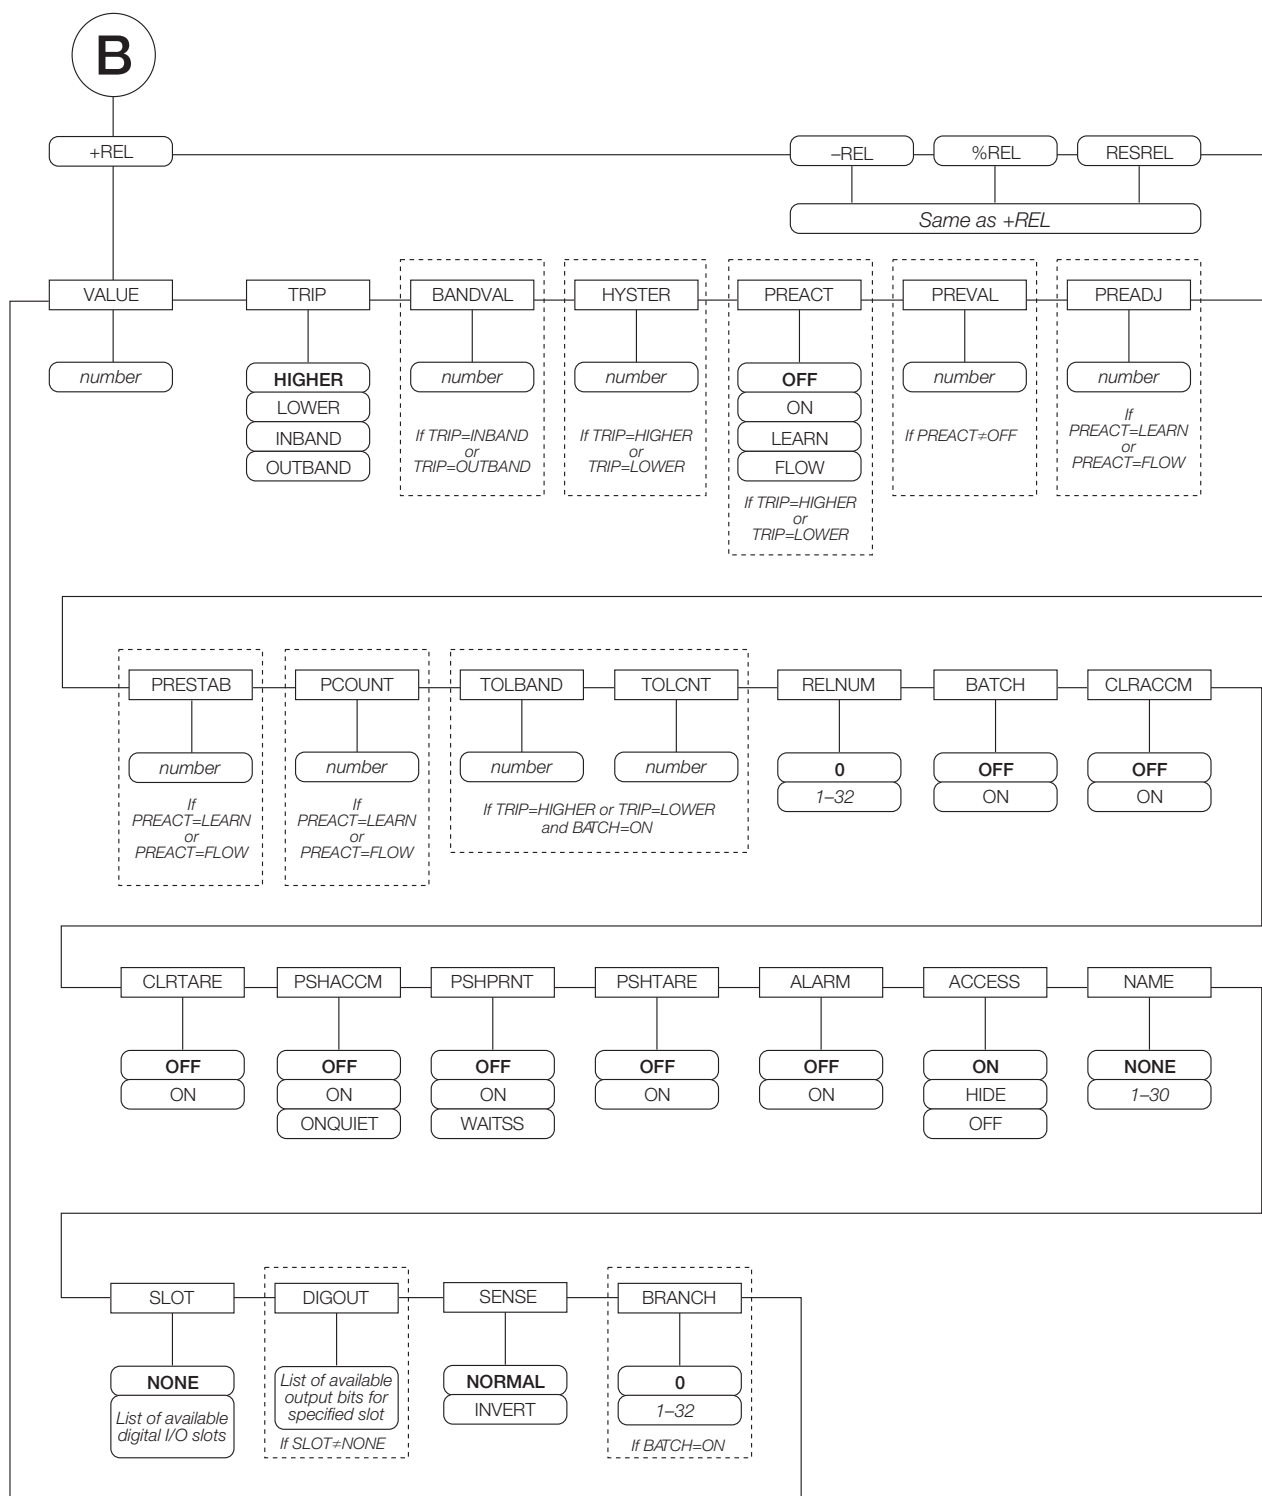 B
+REL
–REL
%REL
RESREL
Same as +REL
VALUE
TRIP
BANDVAL
HYSTER
PREACT
PREVAL
PREADJ
number
HIGHER
LOWER
INBAND
OUTBAND
number
If TRIP=INBAND
or
TRIP=OUTBAND
number
If TRIP=HIGHER
or
TRIP=LOWER
OFF
ON
LEARN
FLOW
If TRIP=HIGHER
or
TRIP=LOWER
number
If PREACT≠OFF
number
If
PREACT=LEARN
or
PREACT=FLOW
PRESTAB
PCOUNT
TOLBAND
TOLCNT
RELNUM
BATCH
CLRACCM
number
If
PREACT=LEARN
or
PREACT=FLOW
number
If
PREACT=LEARN
or
PREACT=FLOW
number
number
If TRIP=HIGHER or TRIP=LOWER
and BATCH=ON
0
1–32
OFF
ON
OFF
ON
CLRTARE
PSHACCM
PSHPRNT
PSHTARE
ALARM
ACCESS
NAME
OFF
ON
OFF
ON
ONQUIET
OFF
ON
WAITSS
OFF
ON
OFF
ON
ON
HIDE
OFF
NONE
1–30
SLOT
DIGOUT
SENSE
BRANCH
NONE
List of available
digital I/O slots
List of available
output bits for
specified slot
If SLOT≠NONE
NORMAL
INVERT
0
1–32
If BATCH=ON